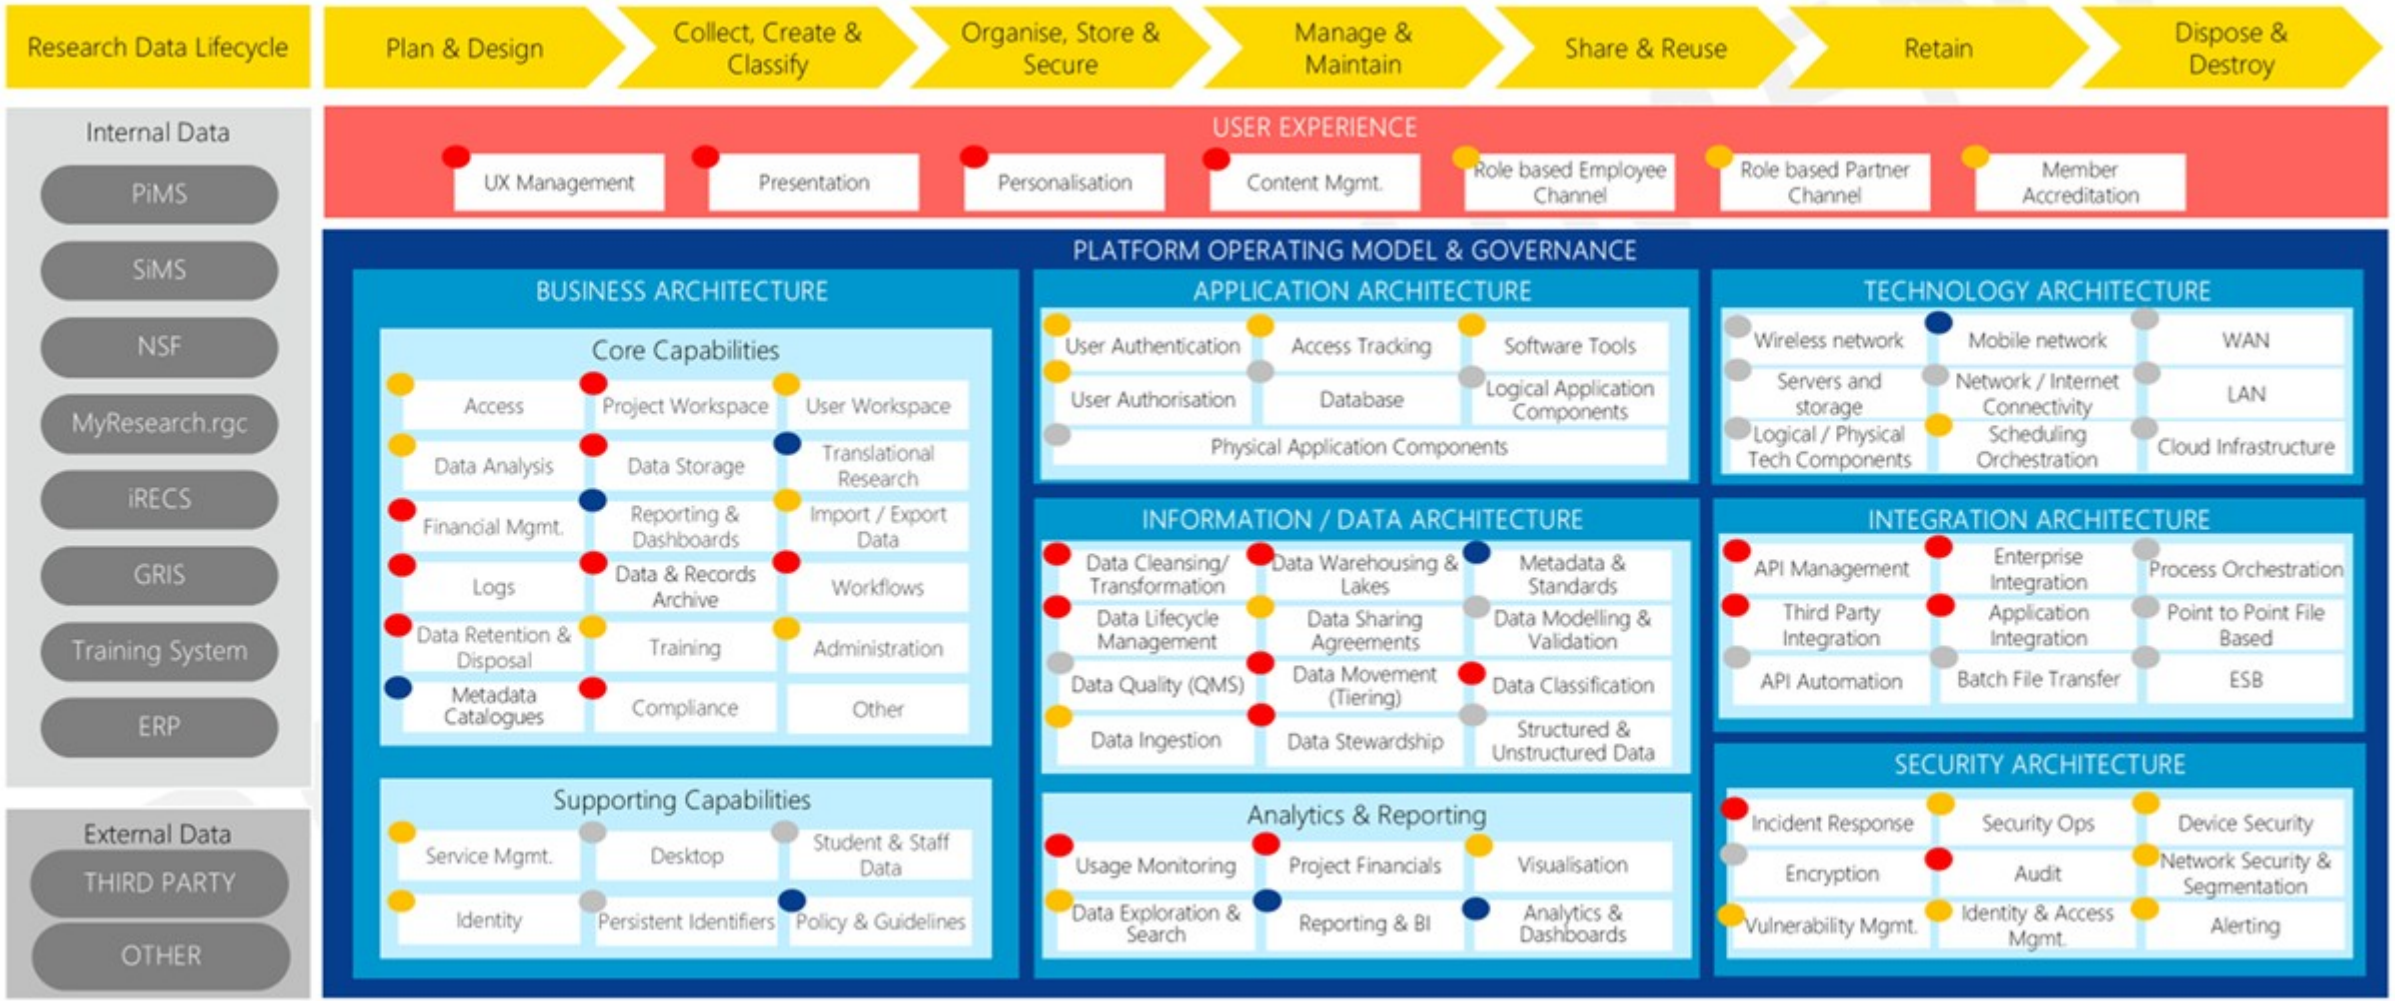 Research Data Lifecycle
Plan & Design
Collect, Create &
Classify
Organise, Store &
Secure
Manage &
Maintain
Share & Reuse
Retain
Dispose &
Destroy
Internal Data
PiMS
SiMS
NSF
MyResearch.rgc
iRECS
GRIS
Training System
ERP
External Data
THIRD PARTY
OTHER
USER EXPERIENCE
UX Management
Presentation
Personalisation
Content Mgmt.
Role based Employee
Channel
Role based Partner
Channel
Member
Accreditation
PLATFORM OPERATING MODEL & GOVERNANCE
BUSINESS ARCHITECTURE
Core Capabilities
Access
Project Workspace
User Workspace
Data Analysis
Data Storage
Translational
Research
Financial Mgmt.
Reporting &
Dashboards
Import / Export
Data
Logs
Data & Records
Archive
Workflows
Data Retention &
Disposal
Training
Administration
Metadata
Catalogues
Compliance
Other
Supporting Capabilities
Service Mgmt.
Desktop
Student & Staff
Data
Identity
Persistent Identifiers
Policy & Guidelines
APPLICATION ARCHITECTURE
User Authentication
Access Tracking
Software Tools
User Authorisation
Database
Logical Application
Components
Physical Application Components
INFORMATION / DATA ARCHITECTURE
Data Cleansing/
Transformation
Data Warehousing &
Lakes
Metadata &
Standards
Data Lifecycle
Management
Data Sharing
Agreements
Data Modelling &
Validation
Data Quality (QMS)
Data Movement
(Tiering)
Data Classification
Data Ingestion
Data Stewardship
Structured &
Unstructured Data
Analytics & Reporting
Usage Monitoring
Project Financials
Visualisation
Data Exploration &
Search
Reporting & BI
Analytics &
Dashboards
TECHNOLOGY ARCHITECTURE
Wireless network
Mobile network
WAN
Servers and
storage
Network / Internet
Connectivity
LAN
Logical / Physical
Tech Components
Scheduling
Orchestration
Cloud Infrastructure
INTEGRATION ARCHITECTURE
API Management
Enterprise
Integration
Process Orchestration
Third Party
Integration
Application
Integration
Point to Point File
Based
API Automation
Batch File Transfer
ESB
SECURITY ARCHITECTURE
Incident Response
Security Ops
Device Security
Encryption
Audit
Network Security &
Segmentation
Vulnerability Mgmt.
Identity & Access
Mgmt.
Alerting